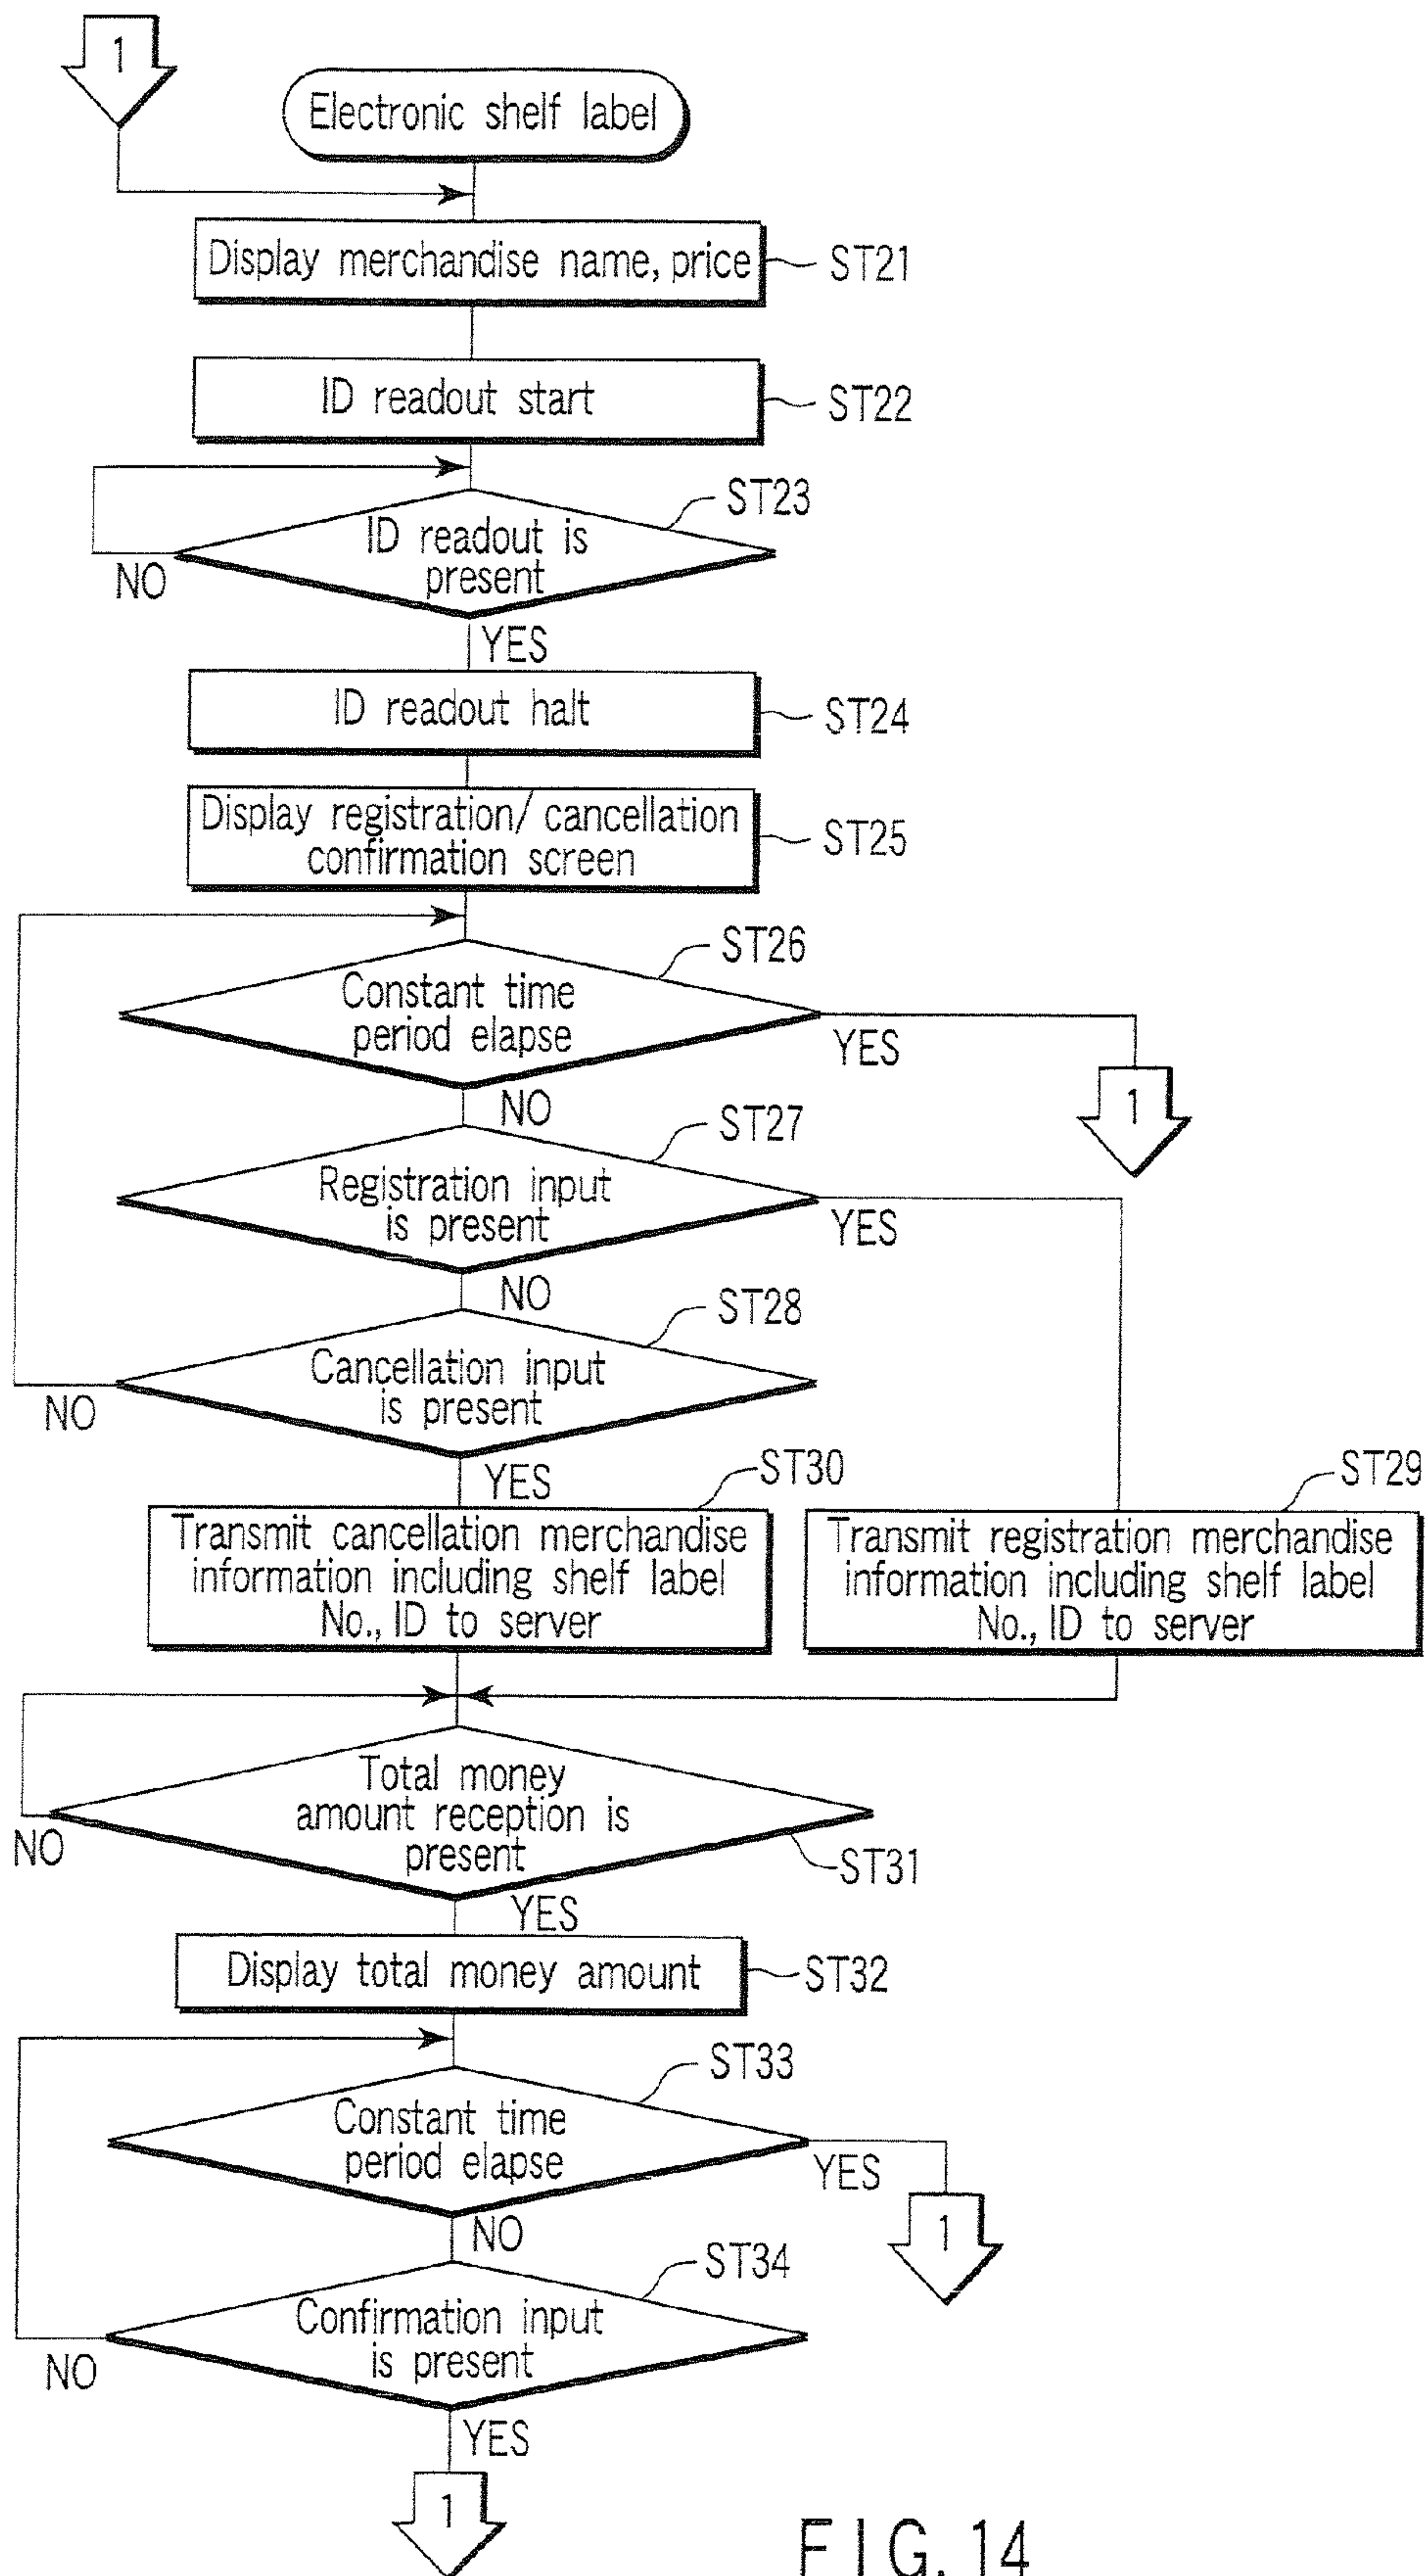 1
Electronic shelf label
Display merchandise name, price
ST21
ID readout start
ST22
ST23
ID readout is
present
NO
YES
ID readout halt
ST24
Display registration/ cancellation
confirmation screen
ST25
ST26
Constant time
period elapse
YES
1
NO
ST27
Registration input
is present
YES
NO
ST28
Cancellation input
is present
NO
YES
ST30
Transmit cancellation merchandise
information including shelf label
No., ID to server
ST29
Transmit registration merchandise
information including shelf label
No., ID to server
Total money
amount reception is
present
NO
ST31
YES
Display total money amount
ST32
ST33
Constant time
period elapse
YES
1
NO
ST34
Confirmation input
is present
NO
YES
1
FIG. 14